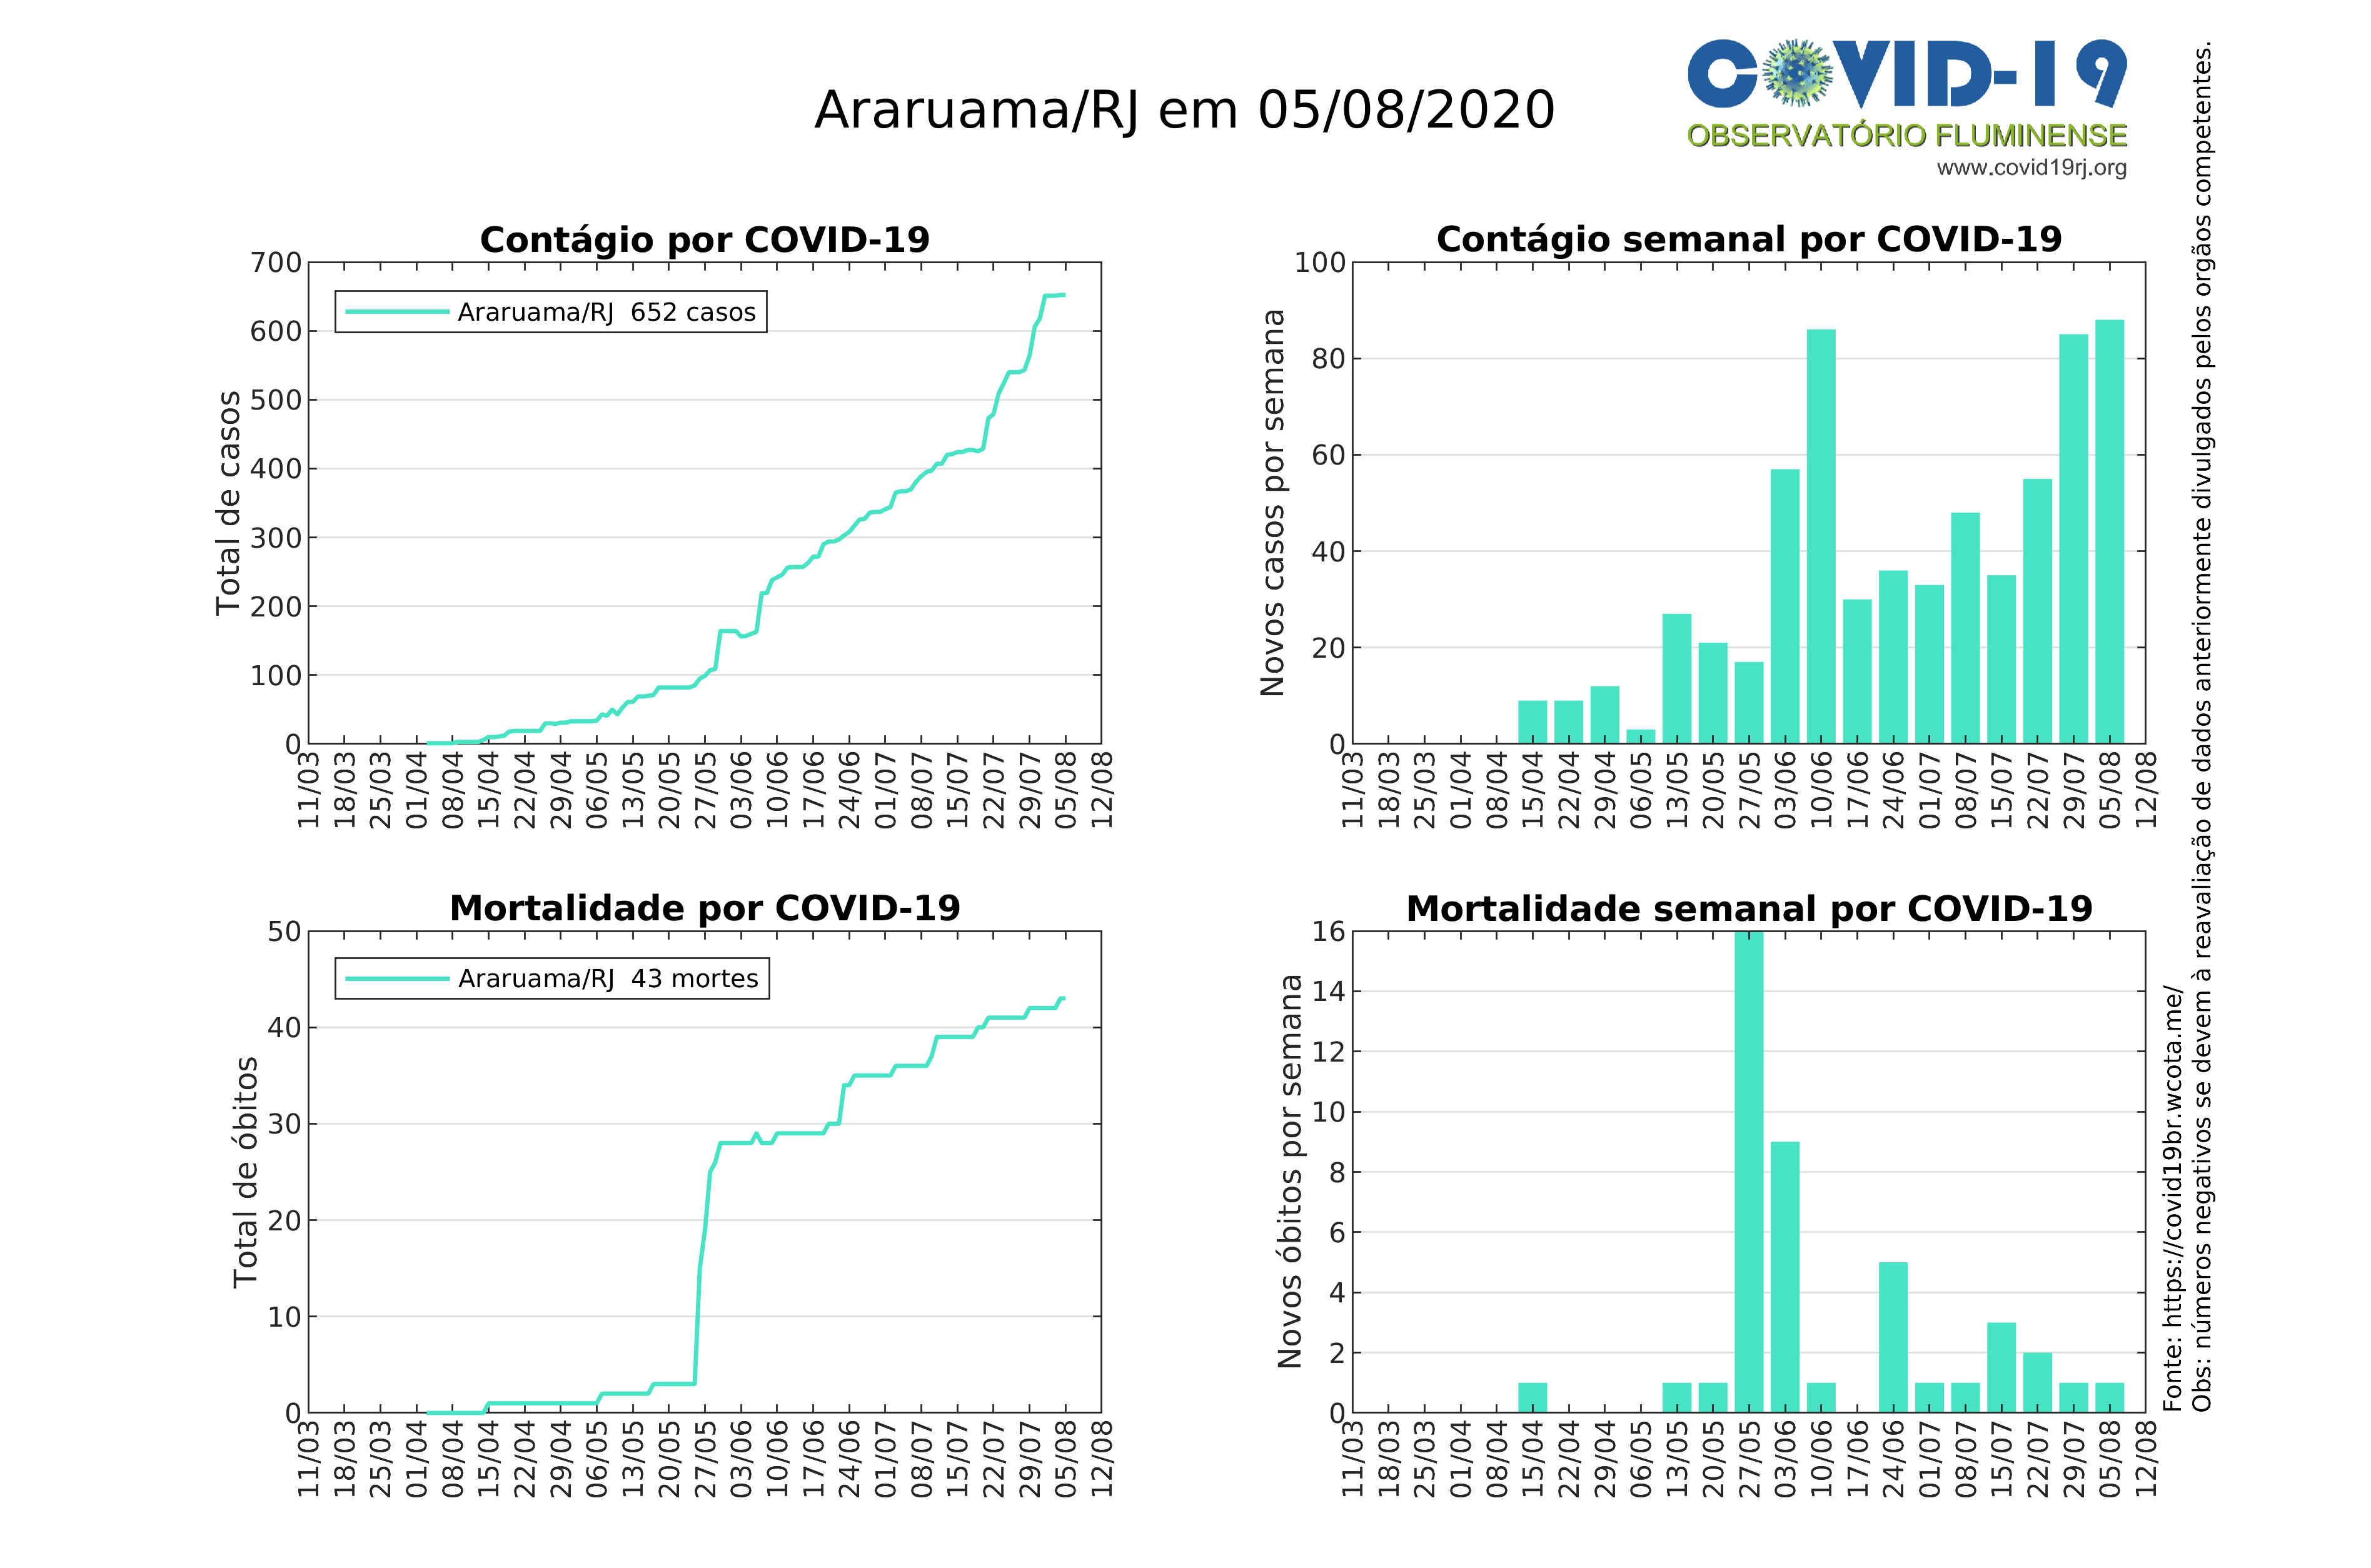 Araruama/RJ em 05/08/2020
COVID-19
OBSERVATÓRIO FLUMINENSE
www.covid19rj.org
Contágio por COVID-19
Total de casos
700
600
500
400
300
200
100
0
Araruama/RJ 652 casos
11/03 18/03 25/03 01/04 08/04 15/04 22/04 29/04 06/05 13/05 20/05 27/05 03/06 10/06 17/06 24/06 01/07 08/07 15/07 22/07 29/07 05/08 12/08
Contágio semanal por COVID-19
Novos casos por semana
100
80
60
40
20
0
11/03 18/03 25/03 01/04 08/04 15/04 22/04 29/04 06/05 13/05 20/05 27/05 03/06 10/06 17/06 24/06 01/07 08/07 15/07 22/07 29/07 05/08 12/08
Mortalidade por COVID-19
Total de óbitos
50
40
30
20
10
0
Araruama/RJ 43 mortes
11/03 18/03 25/03 01/04 08/04 15/04 22/04 29/04 06/05 13/05 20/05 27/05 03/06 10/06 17/06 24/06 01/07 08/07 15/07 22/07 29/07 05/08 12/08
Mortalidade semanal por COVID-19
Novos óbitos por semana
16
14
12
10
8
6
4
2
0
11/03 18/03 25/03 01/04 08/04 15/04 22/04 29/04 06/05 13/05 20/05 27/05 03/06 10/06 17/06 24/06 01/07 08/07 15/07 22/07 29/07 05/08 12/08
Fonte: https://covid19br.wcota.me/
Obs: números negativos se devem à reavaliação de dados anteriormente divulgados pelos orgãos competentes.